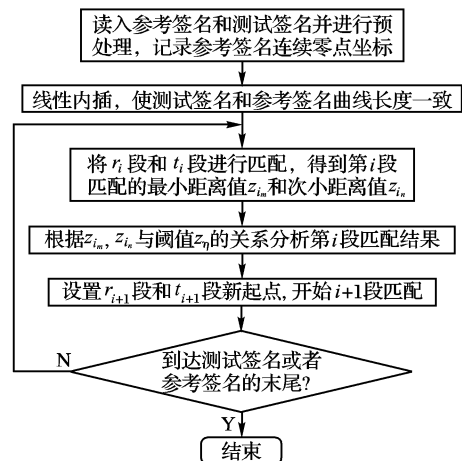 读入参考签名和测试签名并进行预
处理，记录参考签名连续零点坐标
线性内插，使测试签名和参考签名曲线长度一致
将 r_i 段和 t_i 段进行匹配，得到第 i 段
匹配的最小距离值 z_{i_m} 和次小距离值 z_{i_n}
根据 z_{i_m}, z_{i_n} 与阈值 z_η 的关系分析第 i 段匹配结果
设置 r_{i+1} 段和 t_{i+1} 段新起点, 开始 i+1段匹配
N
到达测试签名或者
参考签名的末尾?
Y
结束